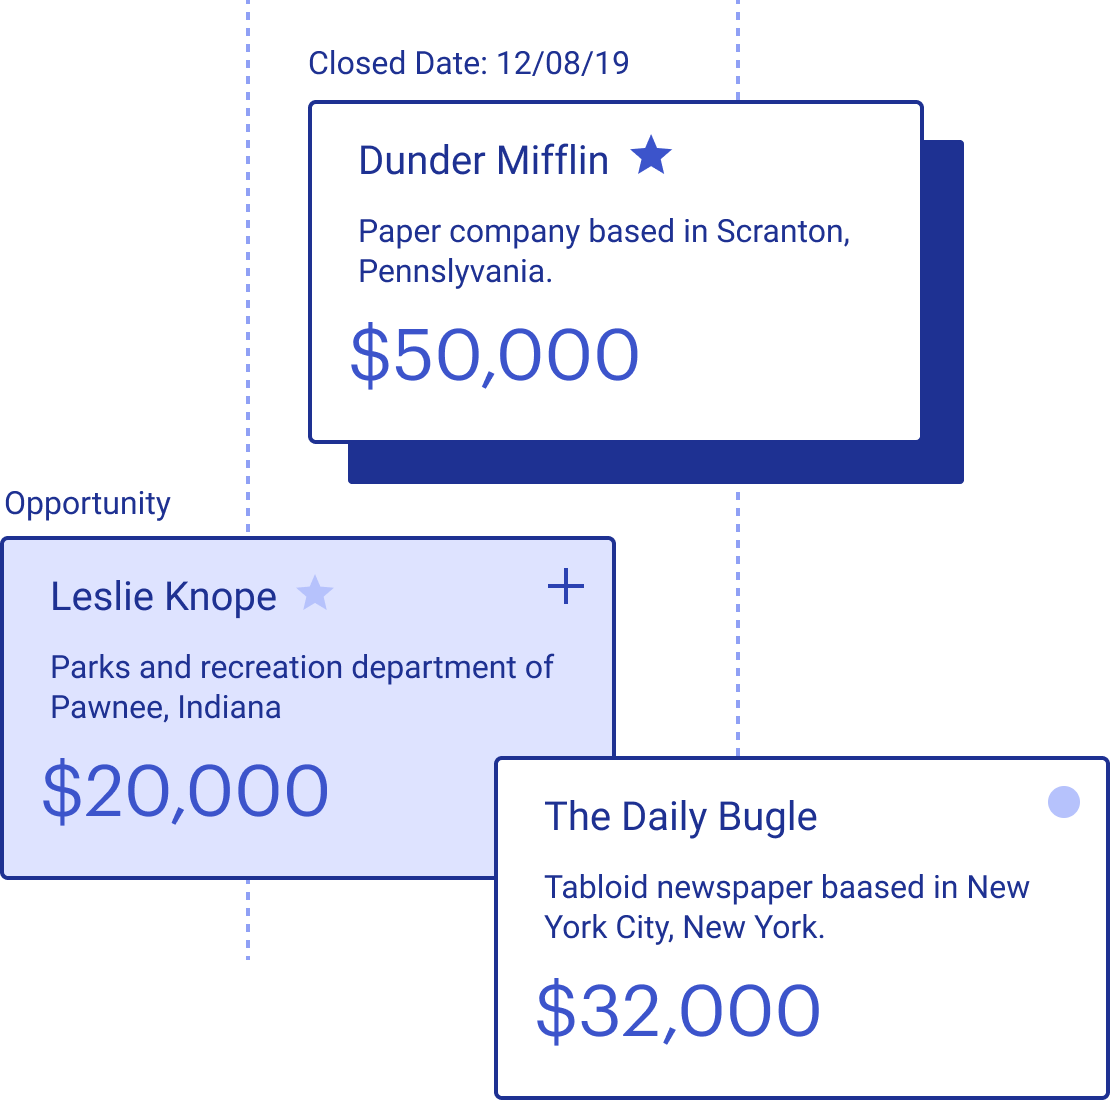 Closed Date: 12/08/19
Dunder Mifflin
Paper company based in Scranton,
Pennslyvania.
$50,000
Opportunity
Leslie Knope
Parks and recreation department of
Pawnee, Indiana
$20,000
The Daily Bugle
Tabloid newspaper baased in New
York City, New York.
$32,000